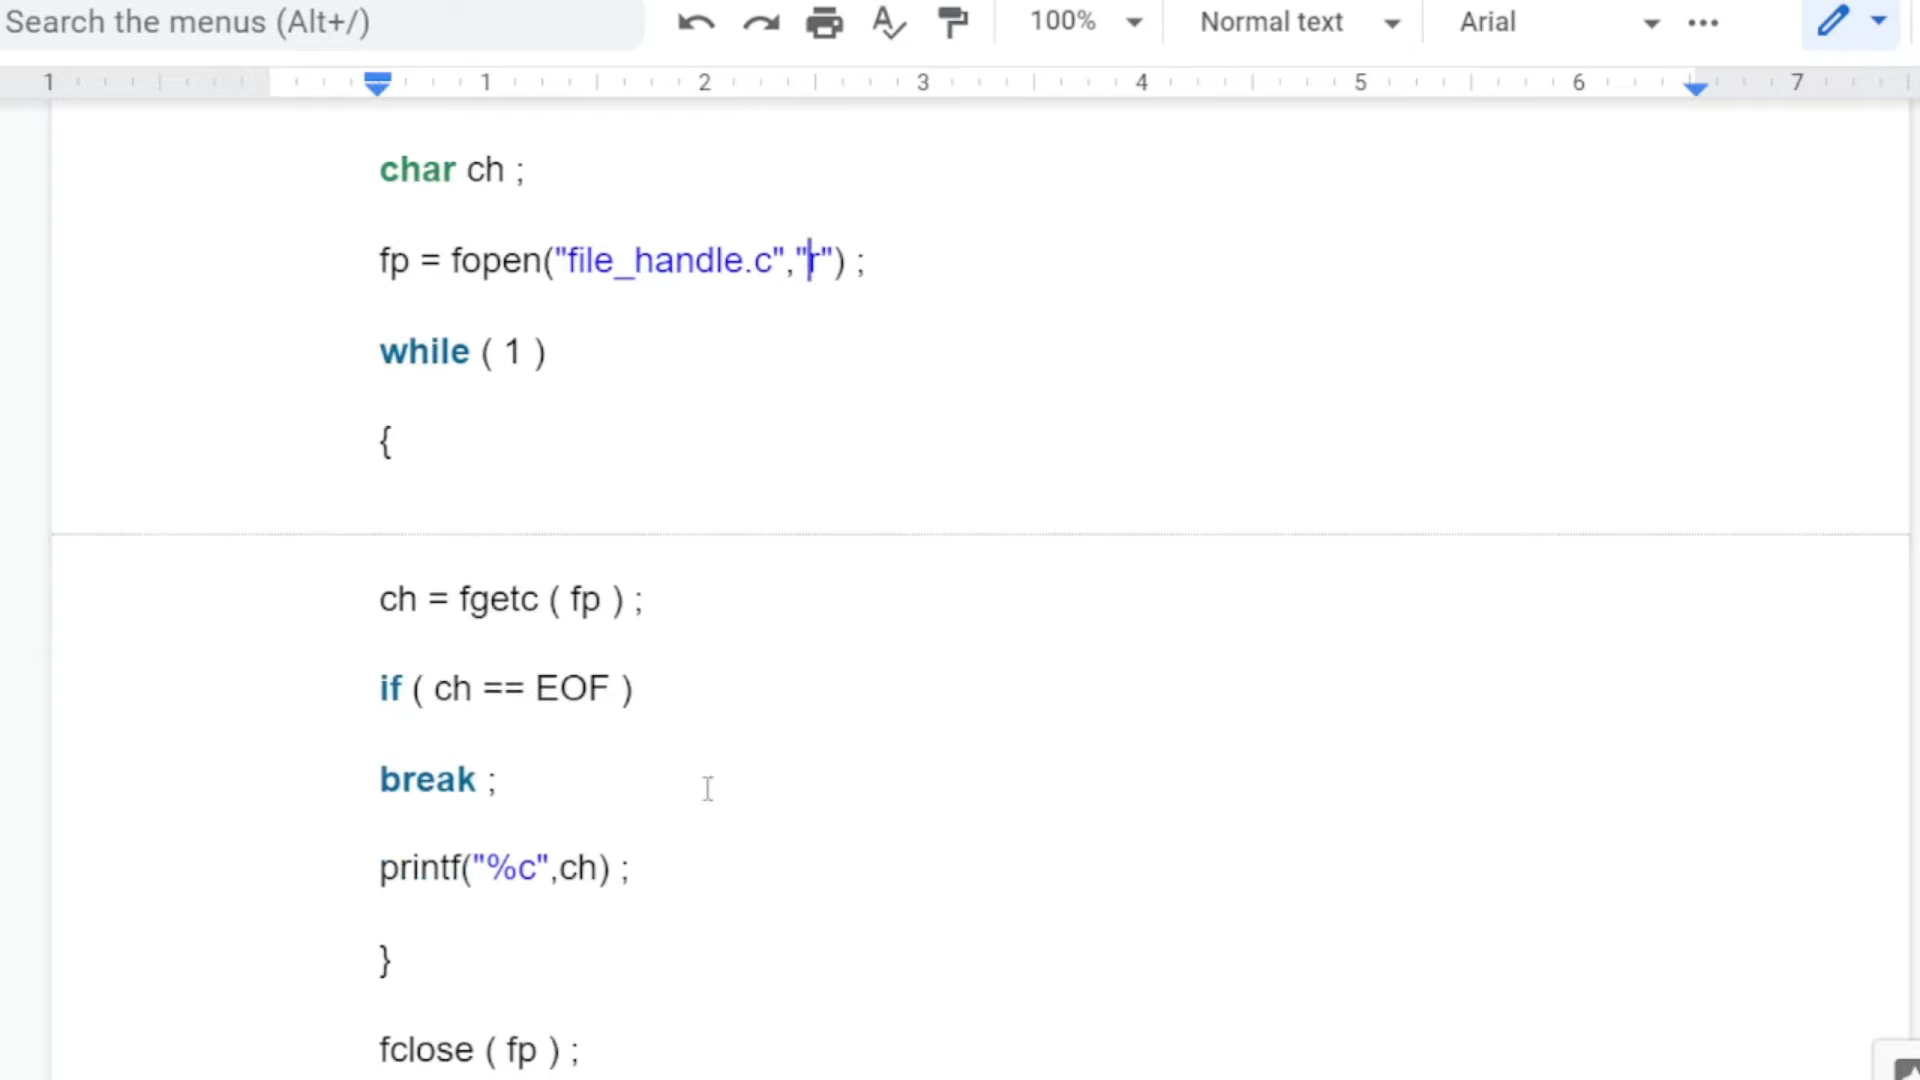 Search the menus (Alt+/) 100% Normal text Arial
1 1 2 3 4 5 6 7
char ch ;
fp = fopen("file_handle.c","r") ;
while ( 1 )
{
ch = fgetc ( fp ) ;
if ( ch == EOF )
break ;
printf("%c",ch) ;
}
fclose ( fp ) ;